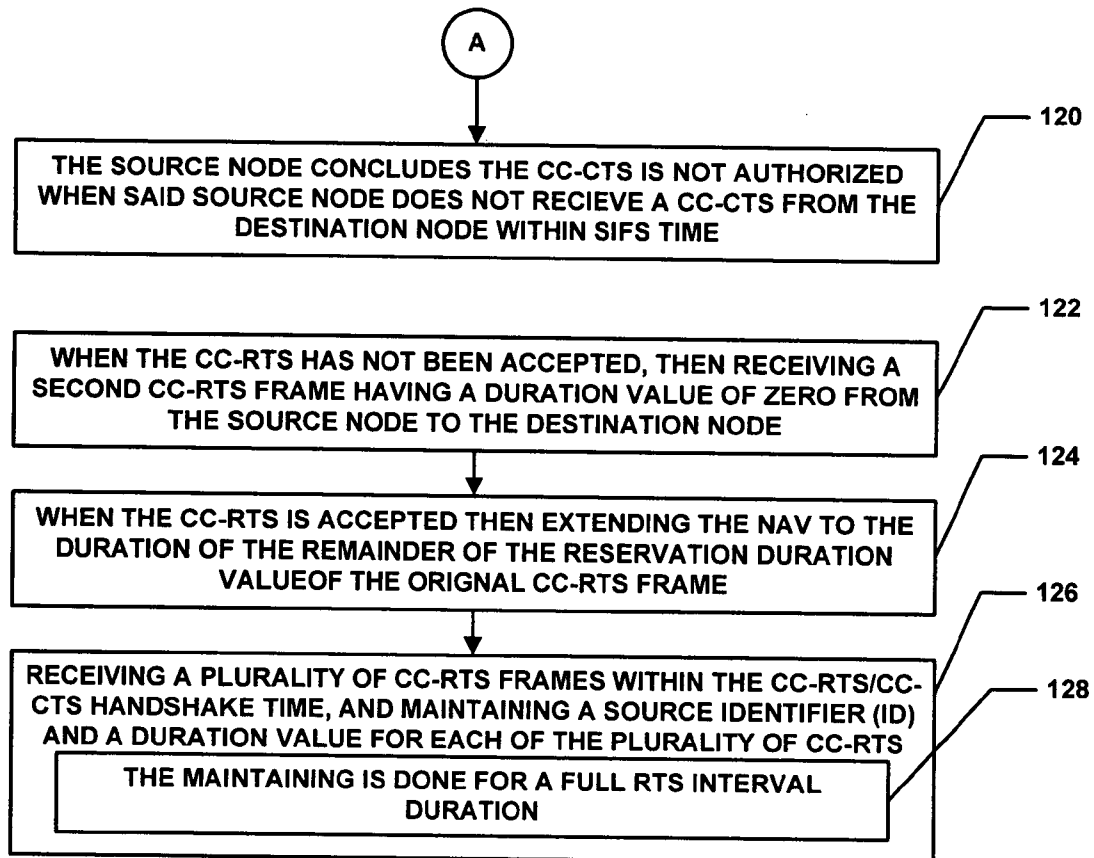 A
120
THE SOURCE NODE CONCLUDES THE CC-CTS IS NOT AUTHORIZED
WHEN SAID SOURCE NODE DOES NOT RECIEVE A CC-CTS FROM THE
DESTINATION NODE WITHIN SIFS TIME
122
WHEN THE CC-RTS HAS NOT BEEN ACCEPTED, THEN RECEIVING A
SECOND CC-RTS FRAME HAVING A DURATION VALUE OF ZERO FROM
THE SOURCE NODE TO THE DESTINATION NODE
124
WHEN THE CC-RTS IS ACCEPTED THEN EXTENDING THE NAV TO THE
DURATION OF THE REMAINDER OF THE RESERVATION DURATION
VALUEOF THE ORIGNAL CC-RTS FRAME
126
RECEIVING A PLURALITY OF CC-RTS FRAMES WITHIN THE CC-RTS/CC-
CTS HANDSHAKE TIME, AND MAINTAINING A SOURCE IDENTIFIER (ID)
AND A DURATION VALUE FOR EACH OF THE PLURALITY OF CC-RTS
128
THE MAINTAINING IS DONE FOR A FULL RTS INTERVAL
DURATION